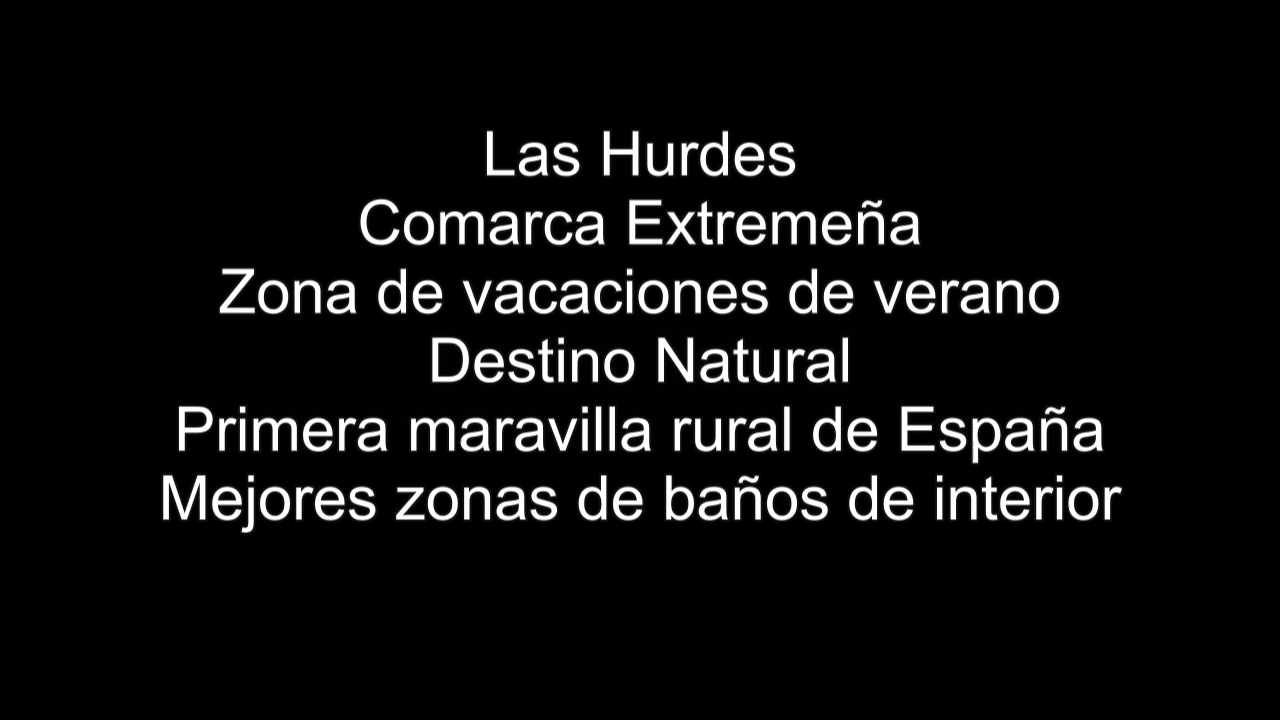 Las Hurdes
Comarca Extremeña
Zona de vacaciones de verano
Destino Natural
Primera maravilla rural de España
Mejores zonas de baños de interior